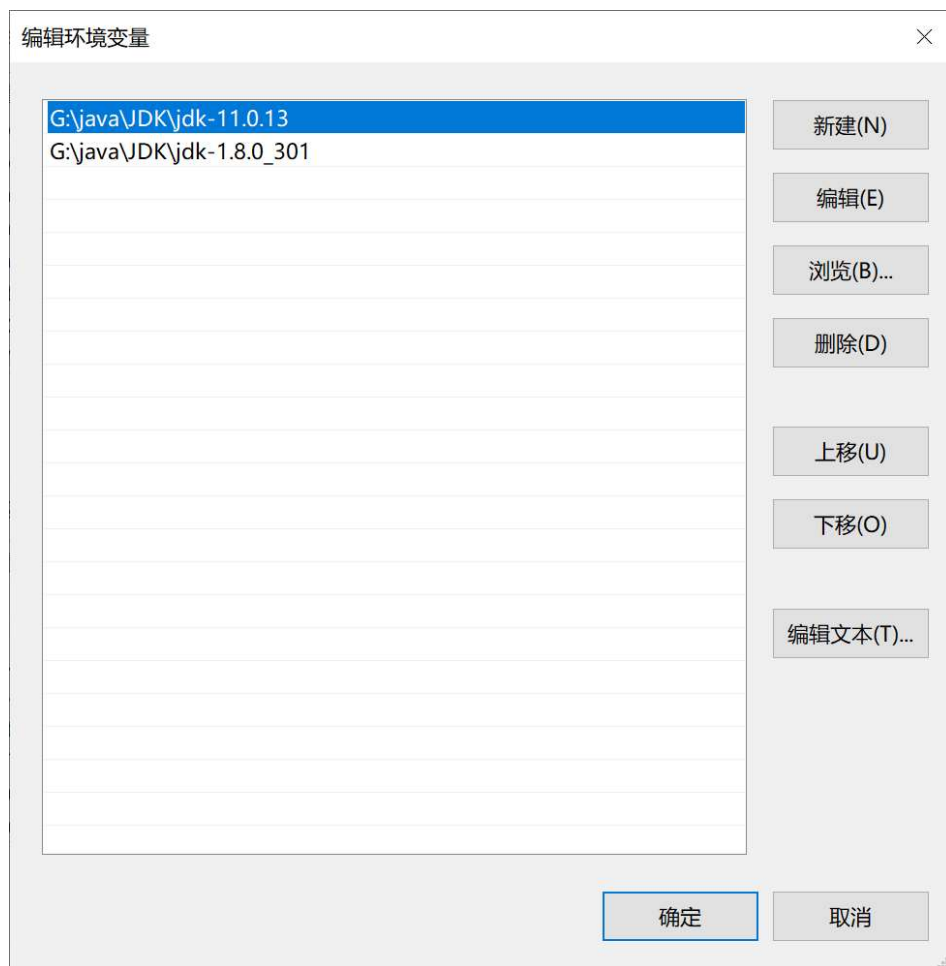 编辑环境变量
G:\java\JDK\jdk-11.0.13
G:\java\JDK\jdk-1.8.0_301
新建(N)
编辑(E)
浏览(B)...
删除(D)
上移(U)
下移(O)
编辑文本(T)...
确定
取消